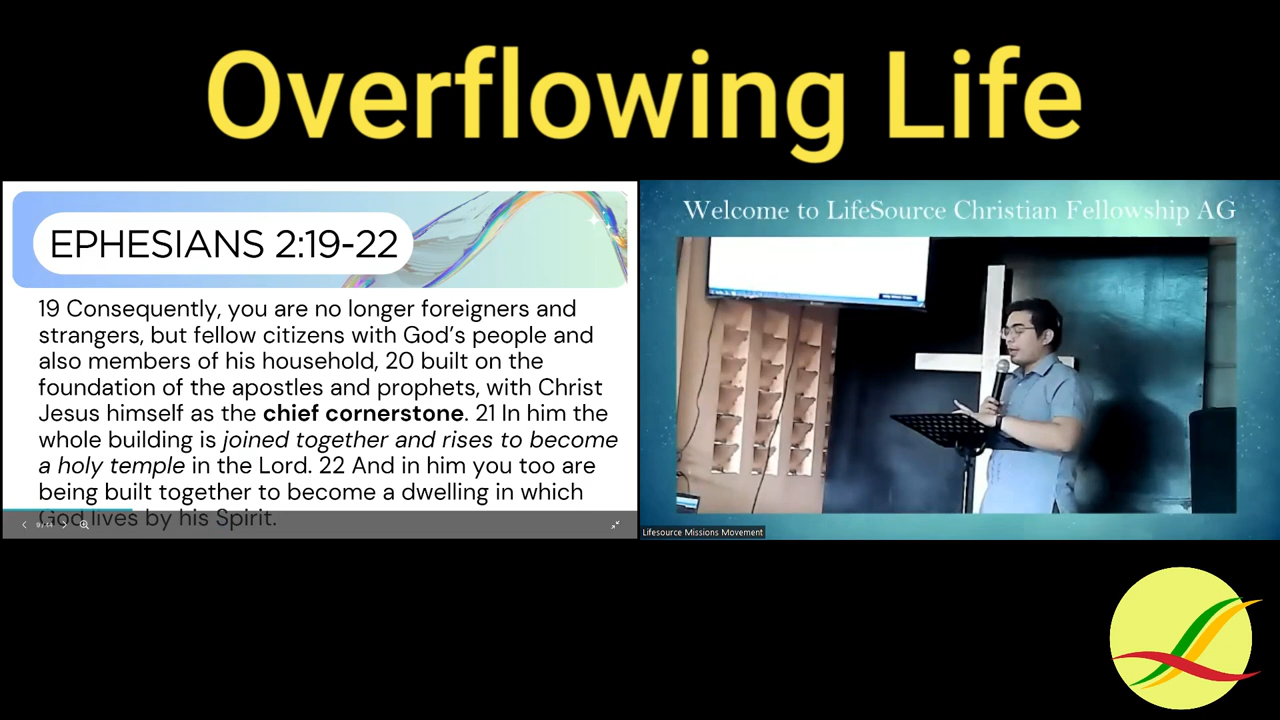 Overflowing Life
EPHESIANS 2:19-22
19 Consequently, you are no longer foreigners and
strangers, but fellow citizens with God's people and
also members of his household, 20 built on the
foundation of the apostles and prophets, with Christ
Jesus himself as the chief cornerstone. 21 In him the
whole building is joined together and rises to become
a holy temple in the Lord. 22 And in him you too are
being built together to become a dwelling in which
God lives by his Spirit.
Welcome to LifeSource Christian Fellowship AG
Lifesource Missions Movement